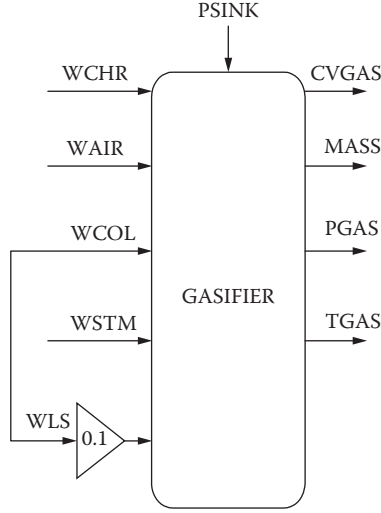 PSINK
WCHR
CVGAS
WAIR
MASS
WCOL
PGAS
GASIFIER
WSTM
TGAS
WLS
0.1